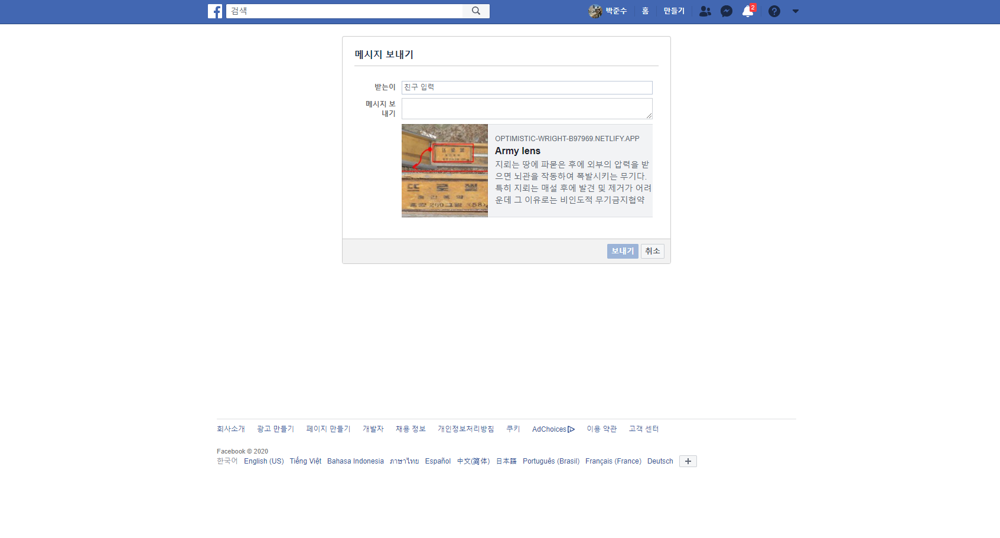 검색
박준수
홈
만들기
2
메시지 보내기
받는이
친구 입력
메시지 보
내기
OPTIMISTIC-WRIGHT-B97969.NETLIFY.APP
Army lens
지뢰는 땅에 파묻은 후에 외부의 압력을 받
으면 뇌관을 작동하여 폭발시키는 무기다.
특히 지뢰는 매설 후에 발견 및 제거가 어려
운데 그 이유로는 비인도적 무기금지협약
뜨로찔
보내기
취소
회사소개 광고 만들기 페이지 만들기 개발자 채용 정보 개인정보처리방침 쿠키 AdChoices 이용 약관 고객 센터
Facebook © 2020
한국어 English (US) Tiếng Việt Bahasa Indonesia ภาษาไทย Español 中文(简体) 日本語 Português (Brasil) Français (France) Deutsch